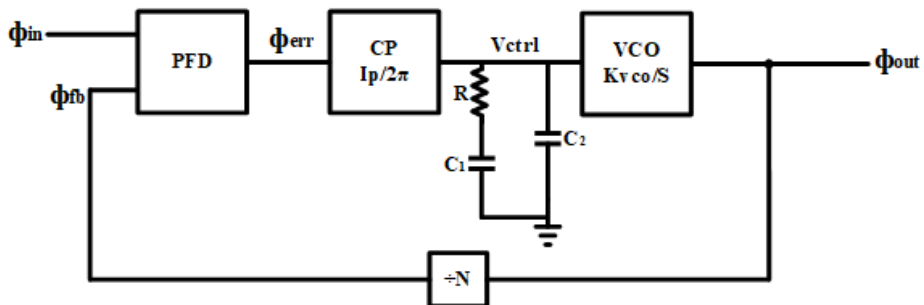 ϕin
PFD
ϕerr
CP
Ip/2π
Vctrl
VCO
Kvco/S
ϕout
ϕfb
R
C₁
C₂
÷N